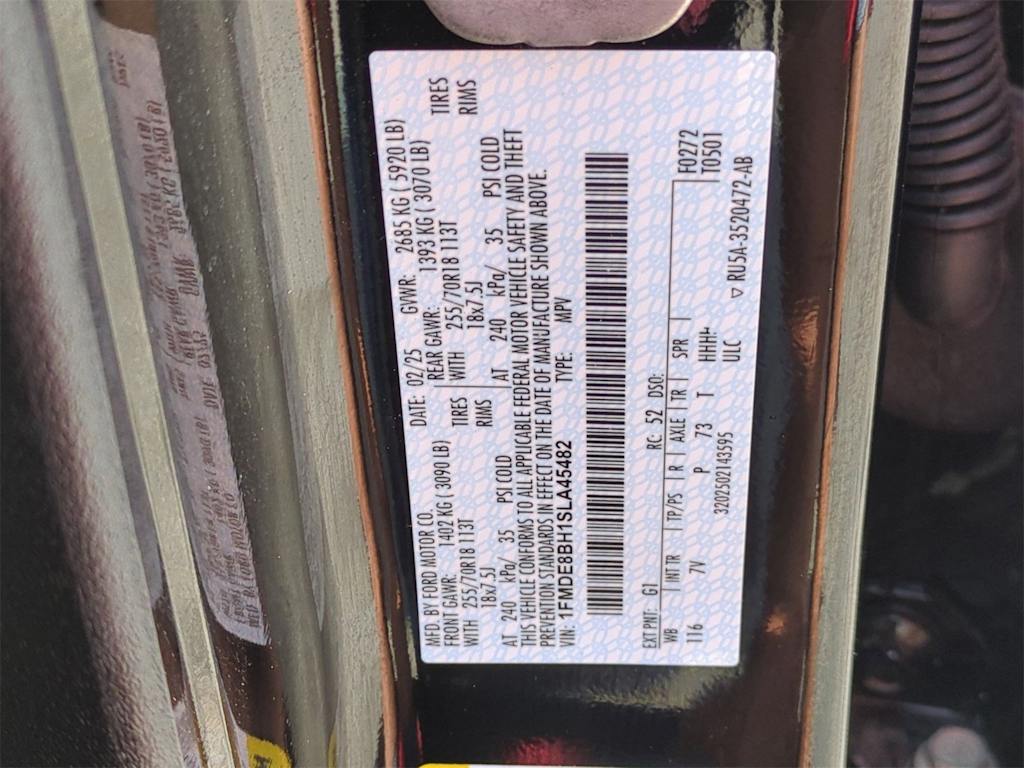 MFD. BY FORD MOTOR CO. DATE: 02/25 GVWR: 2685 KG ( 5920 LB)
FRONT GAWR: 1402 KG ( 3090 LB) REAR GAWR: 1393 KG ( 3070 LB)
WITH 255/70R18 113T TIRES WITH 255/70R18 113T TIRES
18x7.5J RIMS 18x7.5J RIMS
AT 240 kPa/ 35 PSI COLD AT 240 kPa/ 35 PSI COLD
THIS VEHICLE CONFORMS TO ALL APPLICABLE FEDERAL MOTOR VEHICLE SAFETY AND THEFT
PREVENTION STANDARDS IN EFFECT ON THE DATE OF MANUFACTURE SHOWN ABOVE.
VIN: 1FMDE8BH1SLA45482 TYPE: MPV
EXT PNT: G1 RC: 52 DSO:
WB INT TR TP/PS R AXLE TR SPR F0272
116 7V P 73 T HHHH T0501
ULC
3202502143595 RU5A-3520472-AB